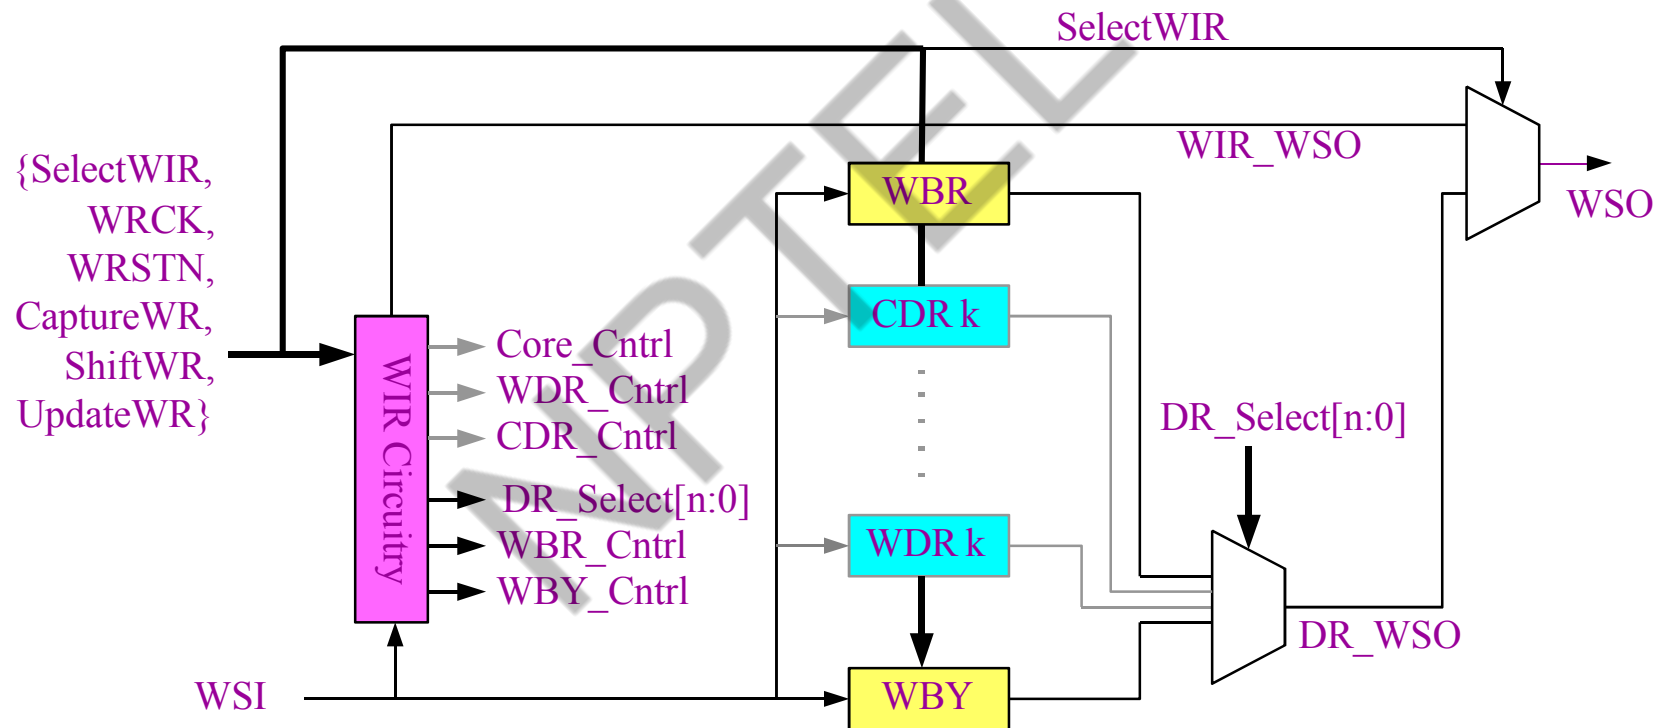 SelectWIR
WIR_WSO
{SelectWIR,
WRCK,
WRSTN,
CaptureWR,
ShiftWR,
UpdateWR}
WSO
WBR
CDR k
WIR Circuitry
Core_Cntrl
WDR_Cntrl
CDR_Cntrl
DR_Select[n:0]
WBR_Cntrl
WBY_Cntrl
DR_Select[n:0]
WDR k
DR_WSO
WSI
WBY
NPTEL